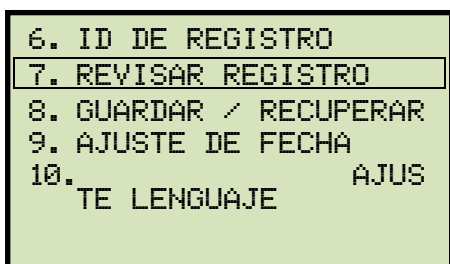 6. ID DE REGISTRO
7. REVISAR REGISTRO
8. GUARDAR / RECUPERAR
9. AJUSTE DE FECHA
10. AJUS
TE LENGUAJE